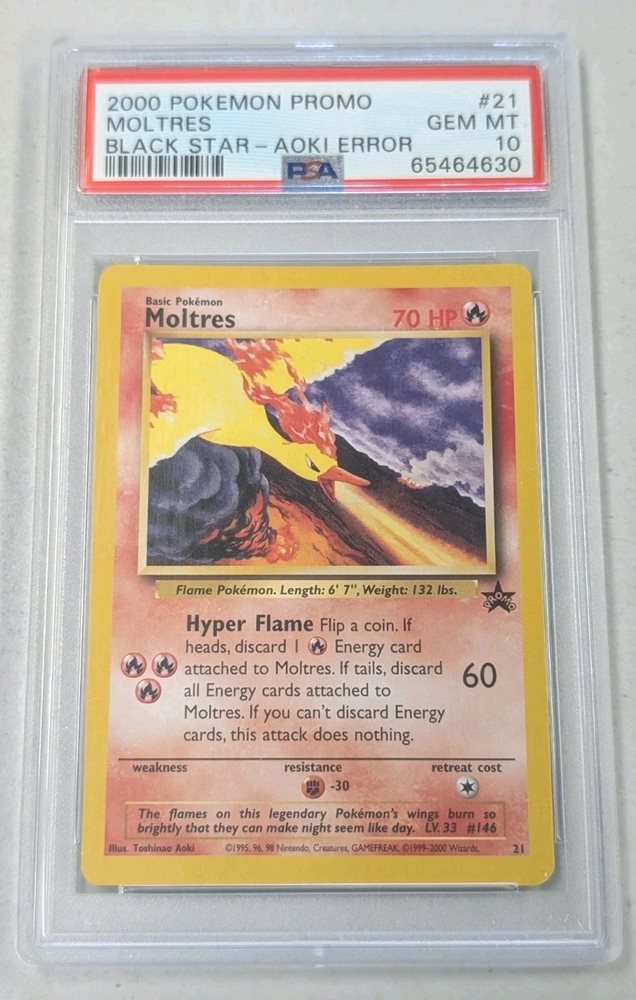 2000 POKEMON PROMO #21
MOLTRES GEM MT
BLACK STAR – AOKI ERROR 10
PSA 65464630
Basic Pokémon
Moltres 70 HP
Flame Pokémon. Length: 6' 7", Weight: 132 lbs.
PROMO
Hyper Flame Flip a coin. If
heads, discard 1 Energy card
attached to Moltres. If tails, discard
all Energy cards attached to
Moltres. If you can't discard Energy
cards, this attack does nothing.
60
weakness resistance retreat cost
-30
The flames on this legendary Pokémon's wings burn so
brightly that they can make night seem like day. LV. 33 #146
Illus. Toshinao Aoki ©1995, 96, 98 Nintendo, Creatures, GAMEFREAK. ©1999-2000 Wizards. 21